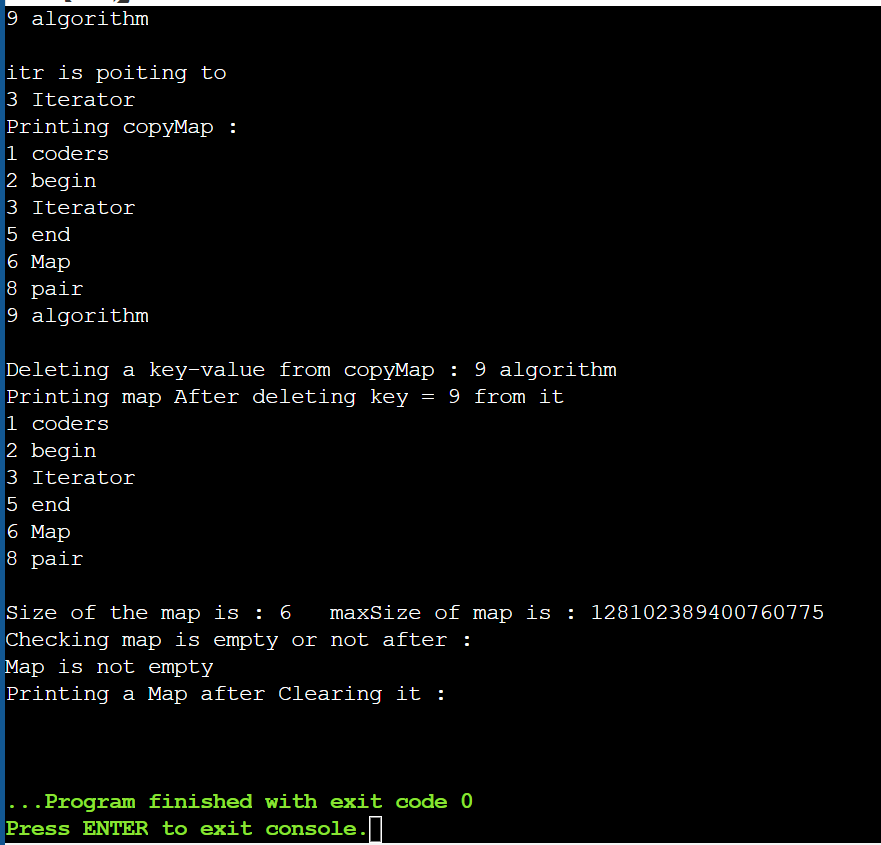 9 algorithm
itr is poiting to
3 Iterator
Printing copyMap :
1 coders
2 begin
3 Iterator
5 end
6 Map
8 pair
9 algorithm
Deleting a key-value from copyMap : 9 algorithm
Printing map After deleting key = 9 from it
1 coders
2 begin
3 Iterator
5 end
6 Map
8 pair
Size of the map is : 6   maxSize of map is : 128102389400760775
Checking map is empty or not after :
Map is not empty
Printing a Map after Clearing it :
...Program finished with exit code 0
Press ENTER to exit console.